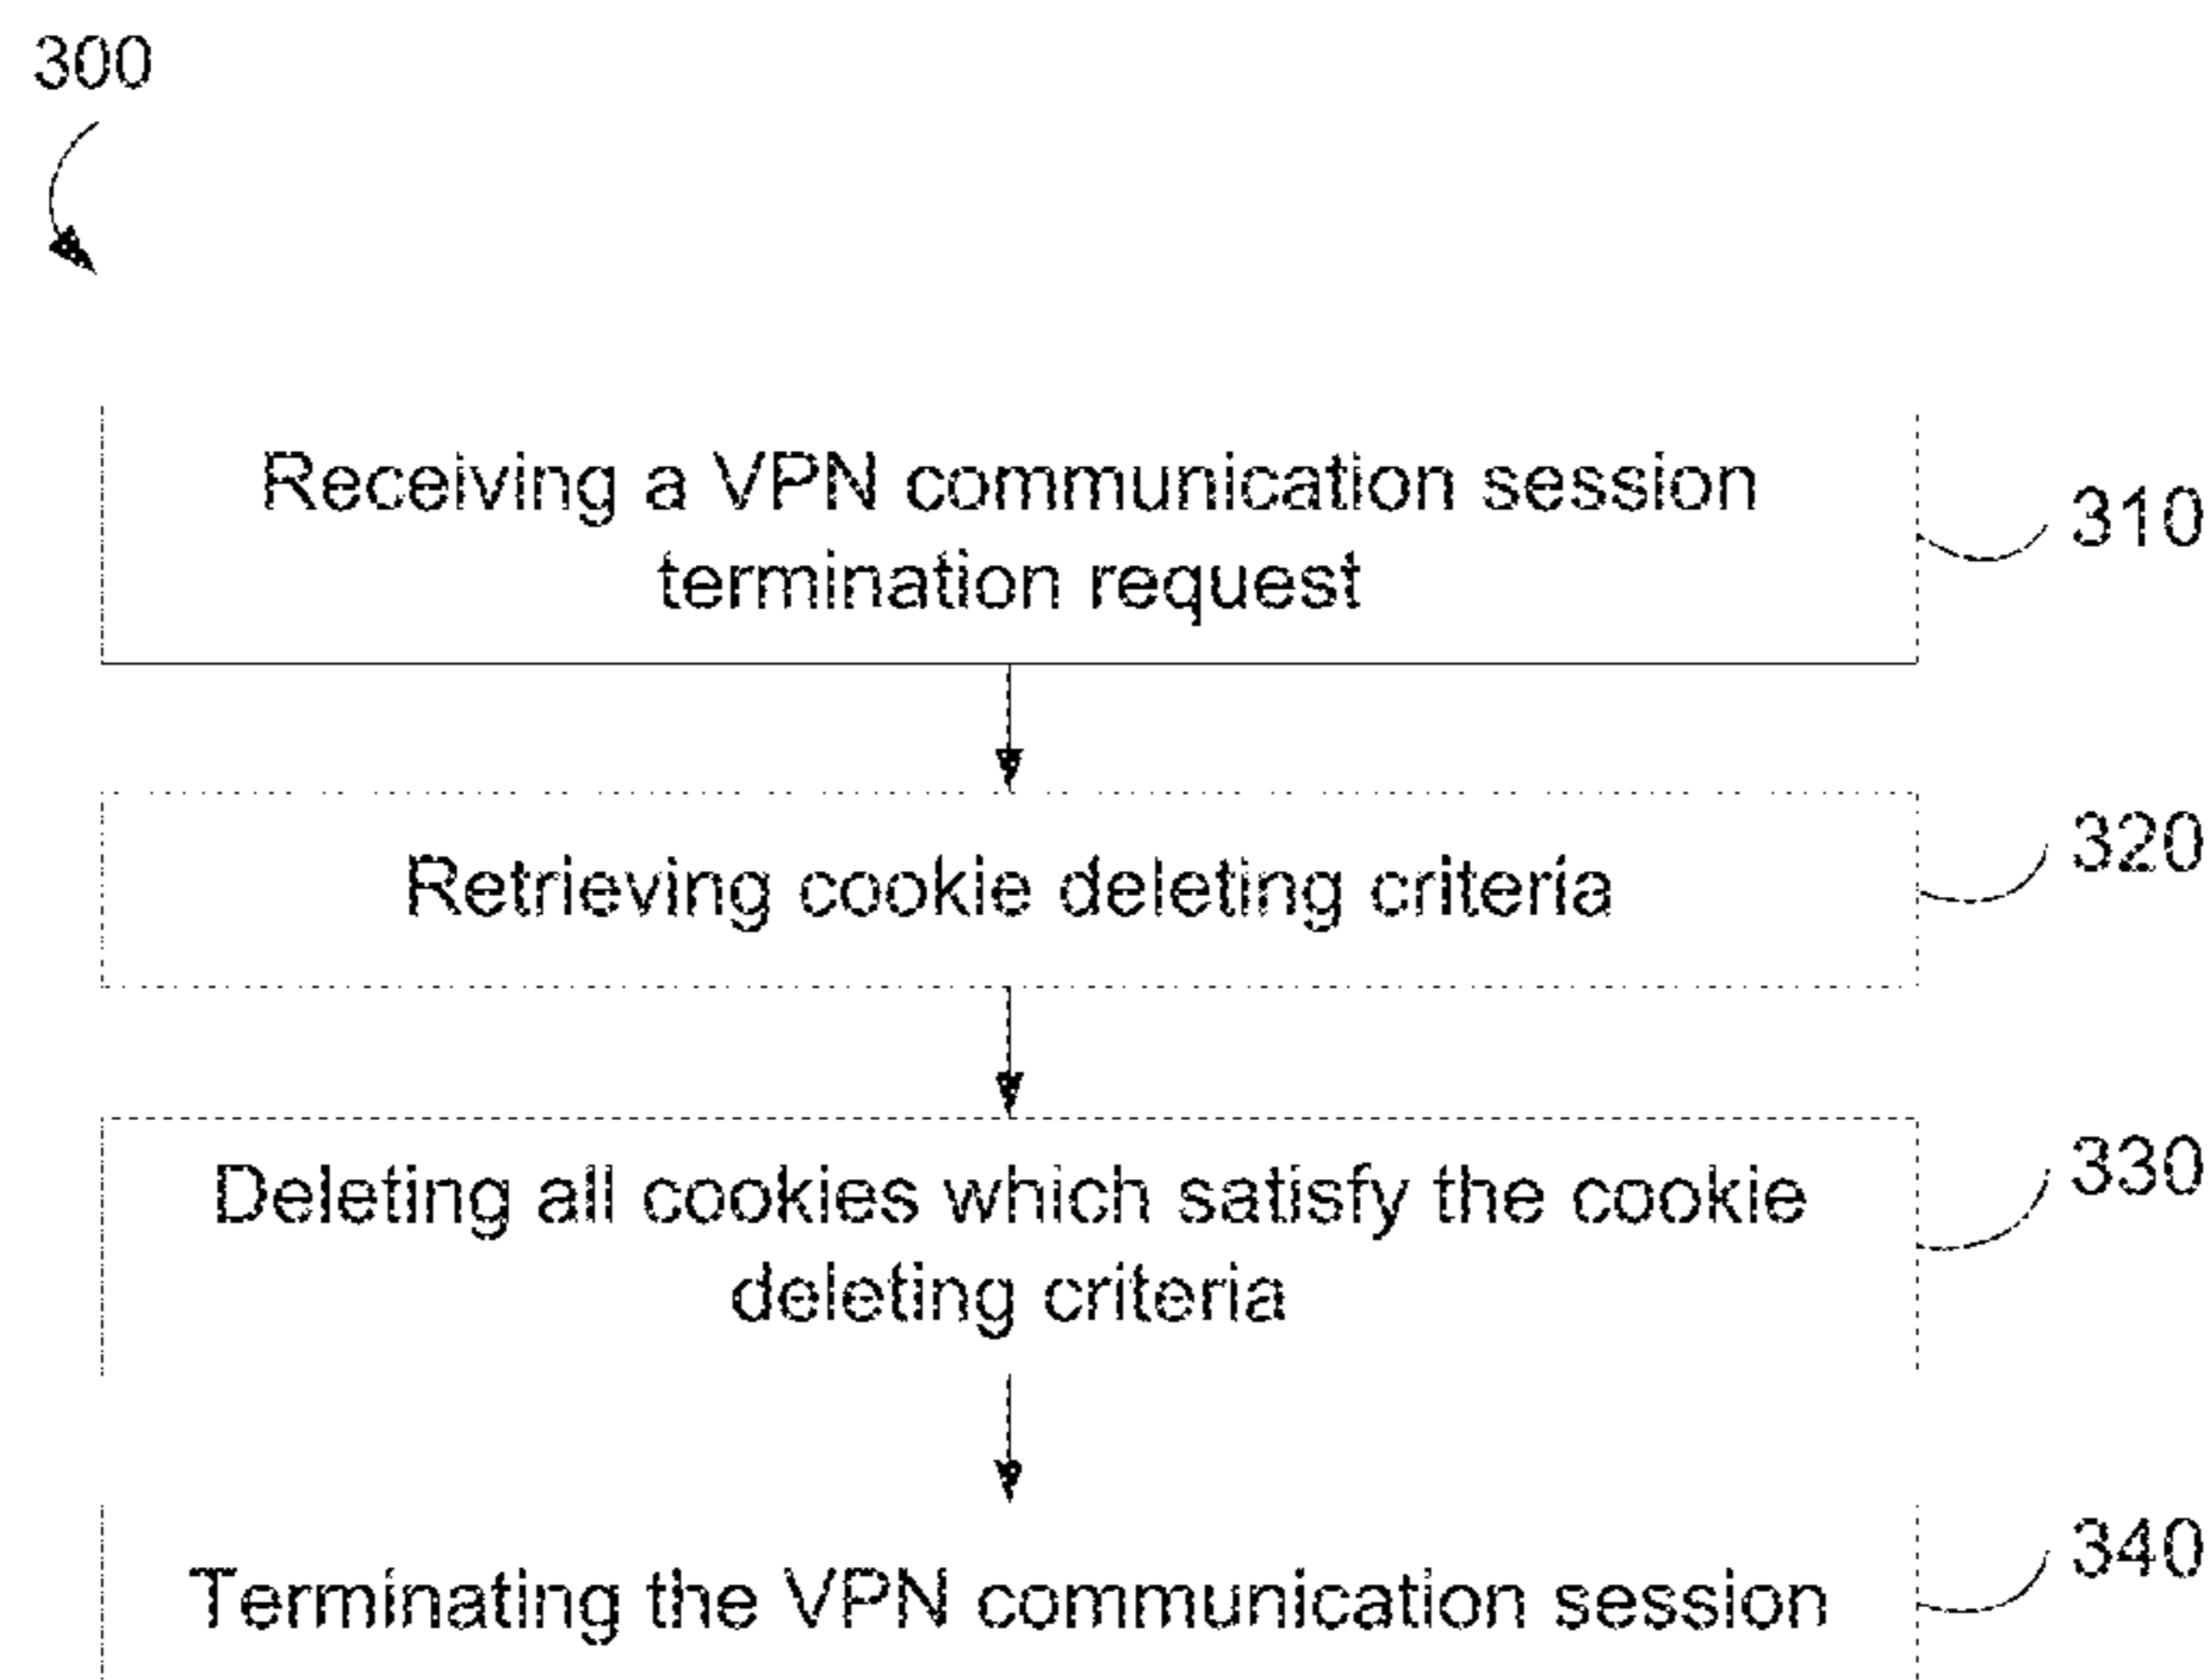 300
Receiving a VPN communication session
termination request
310
Retrieving cookie deleting criteria
320
Deleting all cookies which satisfy the cookie
deleting criteria
330
Terminating the VPN communication session
340